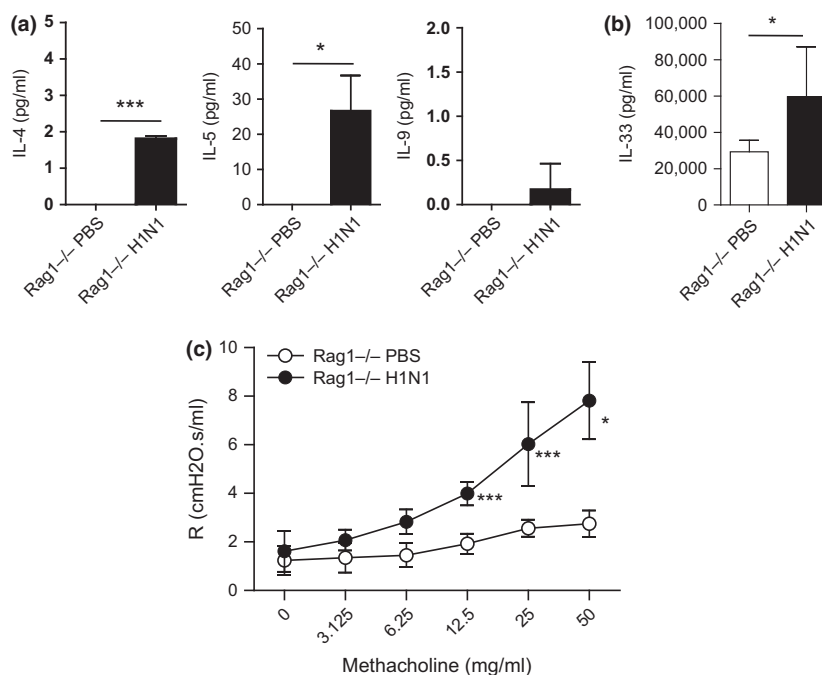 (a)
IL-4 (pg/ml)
5
4
3
2
1
0
***
Rag1–/– PBS
Rag1–/– H1N1
IL-5 (pg/ml)
50
40
30
20
10
0
*
Rag1–/– PBS
Rag1–/– H1N1
IL-9 (pg/ml)
2.0
1.5
1.0
0.5
0.0
Rag1–/– PBS
Rag1–/– H1N1
(b)
IL-33 (pg/ml)
100,000
80,000
60,000
40,000
20,000
0
*
Rag1–/– PBS
Rag1–/– H1N1
(c)
R (cmH2O.s/ml)
10
8
6
4
2
0
Rag1–/– PBS
Rag1–/– H1N1
***
***
*
0
3.125
6.25
12.5
25
50
Methacholine (mg/ml)